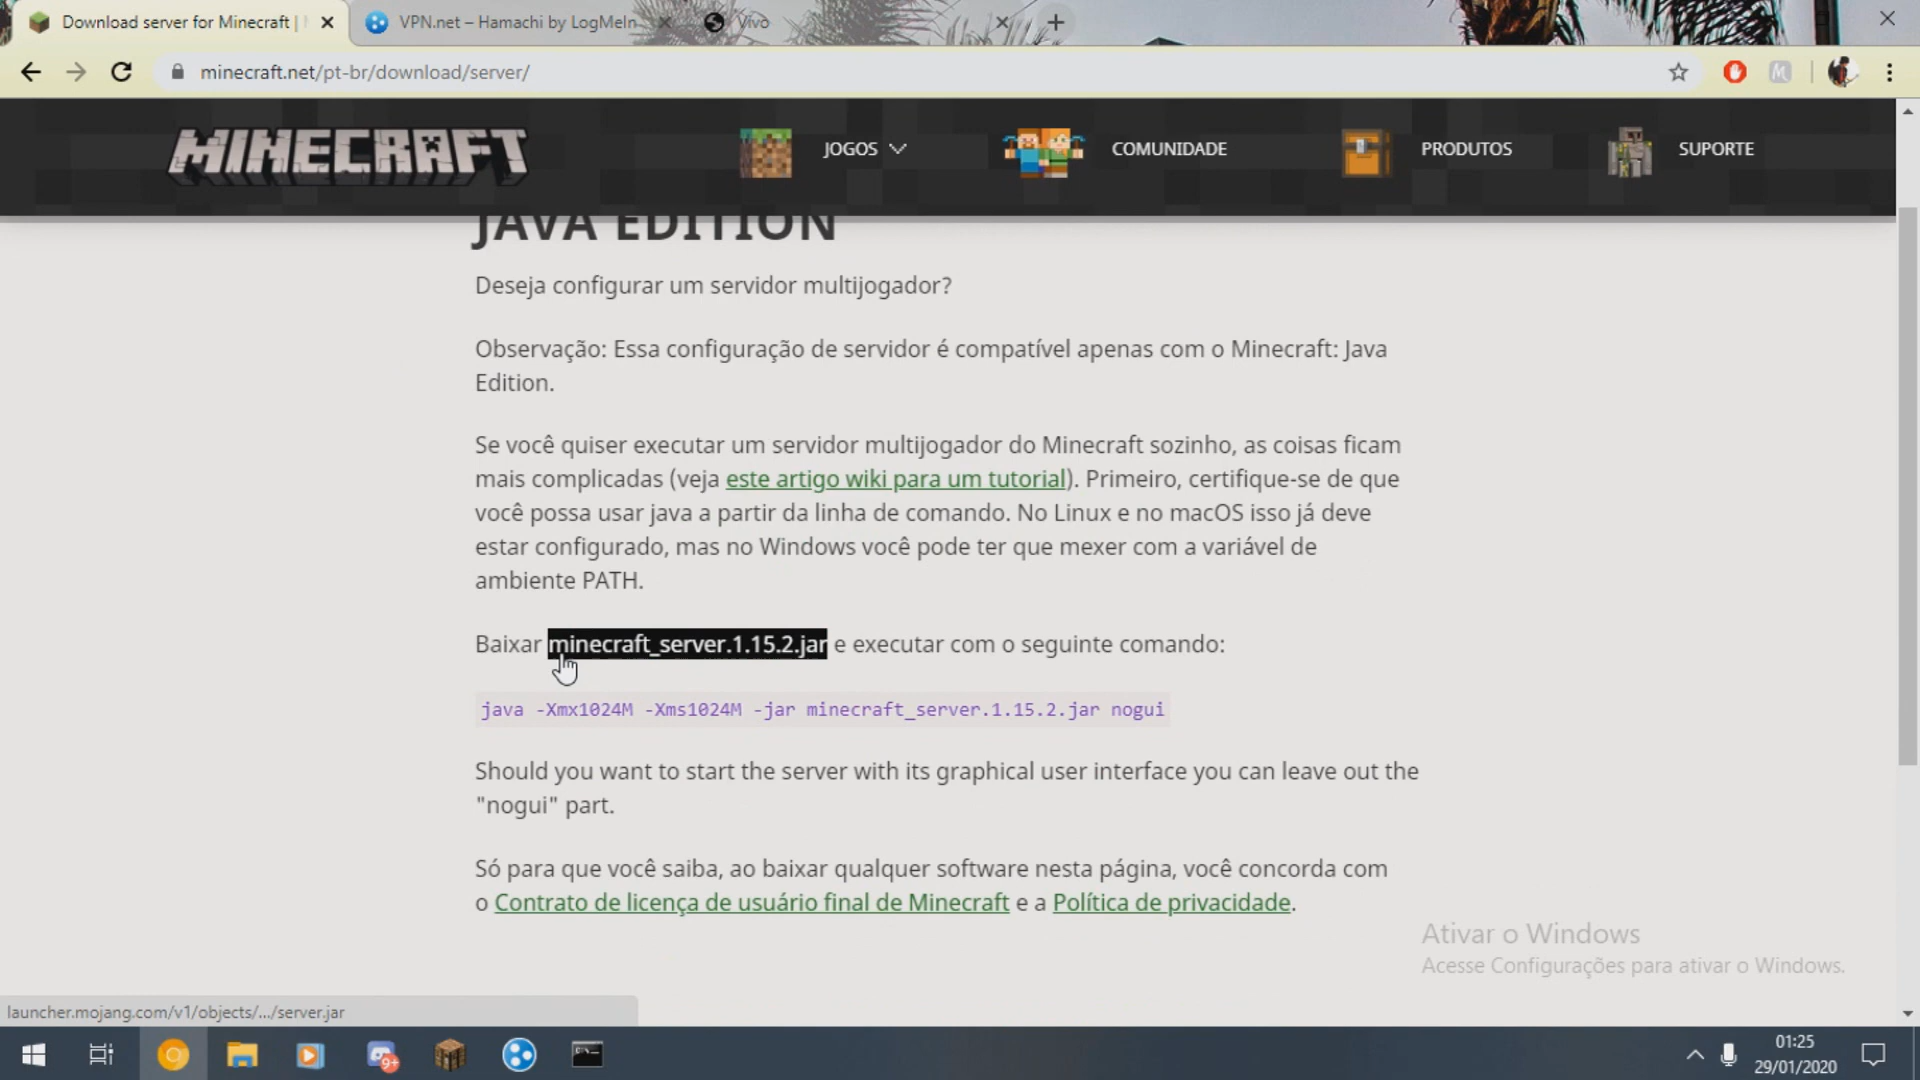 Download server for Minecraft |
VPN.net – Hamachi by LogMeIn
Vivo
minecraft.net/pt-br/download/server/
MINECRAFT
JOGOS
COMUNIDADE
PRODUTOS
SUPORTE
JAVA EDITION
Deseja configurar um servidor multijogador?
Observação: Essa configuração de servidor é compatível apenas com o Minecraft: Java
Edition.
Se você quiser executar um servidor multijogador do Minecraft sozinho, as coisas ficam
mais complicadas (veja este artigo wiki para um tutorial). Primeiro, certifique-se de que
você possa usar java a partir da linha de comando. No Linux e no macOS isso já deve
estar configurado, mas no Windows você pode ter que mexer com a variável de
ambiente PATH.
Baixar minecraft_server.1.15.2.jar e executar com o seguinte comando:
java -Xmx1024M -Xms1024M -jar minecraft_server.1.15.2.jar nogui
Should you want to start the server with its graphical user interface you can leave out the
"nogui" part.
Só para que você saiba, ao baixar qualquer software nesta página, você concorda com
o Contrato de licença de usuário final de Minecraft e a Política de privacidade.
Ativar o Windows
Acesse Configurações para ativar o Windows.
launcher.mojang.com/v1/objects/.../server.jar
9+
01:25
29/01/2020